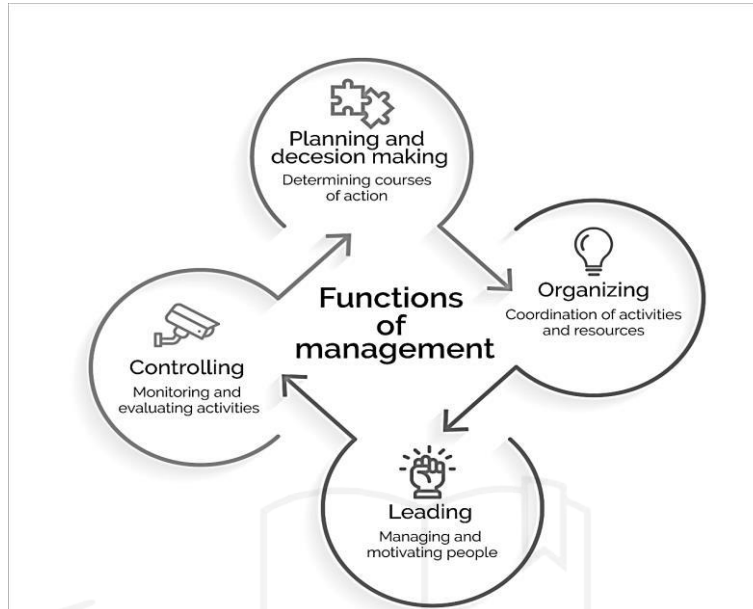 Planning and
decesion making
Determining courses
of action
Organizing
Coordination of activities
and resources
Functions
of
management
Controlling
Monitoring and
evaluating activities
Leading
Managing and
motivating people